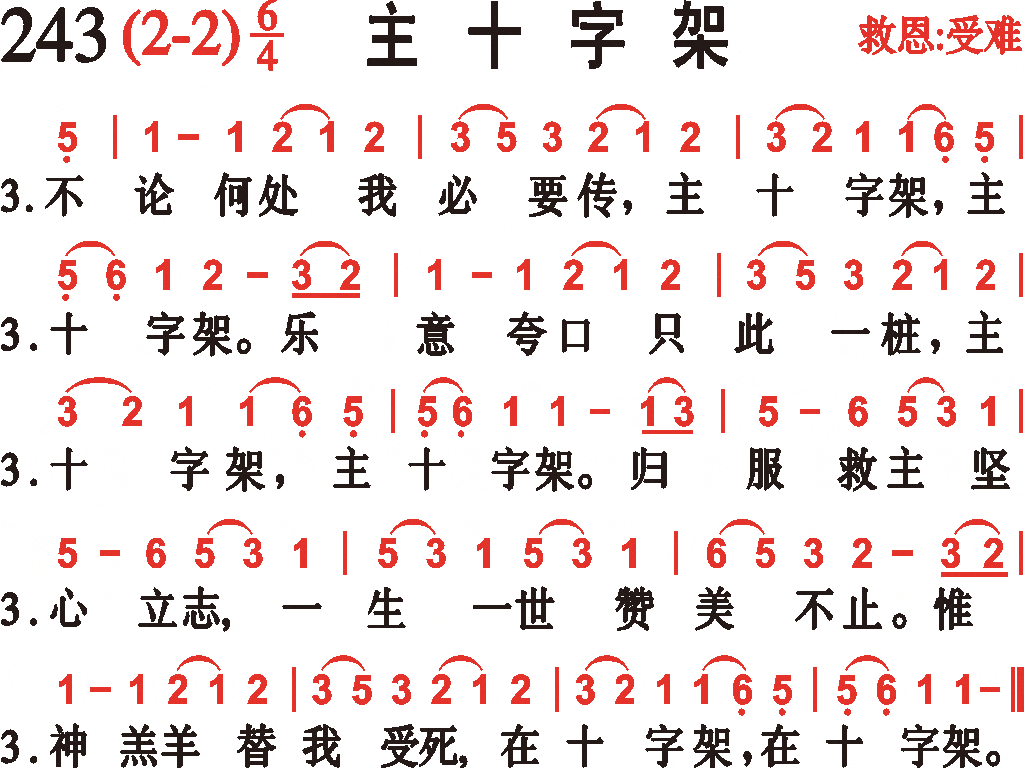 243 (2-2) 6/4 主十字架 救恩:受难
5̣ | 1 - 1 2 1 2 | 3 5 3 2 1 2 | 3 2 1 1 6̣ 5̣ |
3.不 论 何处 我 必 要传，主 十 字架，主
5̣ 6̣ 1 2 - 3 2 | 1 - 1 2 1 2 | 3 5 3 2 1 2 |
3.十 字架。乐 意 夸口 只 此 一桩，主
3 2 1 1 6̣ 5̣ | 5̣ 6̣ 1 1 - 1 3 | 5 - 6 5 3 1 |
3.十 字架，主 十 字架。归 服 救主 坚
5 - 6 5 3 1 | 5 3 1 5 3 1 | 6 5 3 2 - 3 2 |
3.心 立志, 一 生 一世 赞 美 不止。惟
1 - 1 2 1 2 | 3 5 3 2 1 2 | 3 2 1 1 6̣ 5̣ | 5̣ 6̣ 1 1 - ‖
3.神 羔羊 替 我 受死, 在 十 字架,在 十 字架。